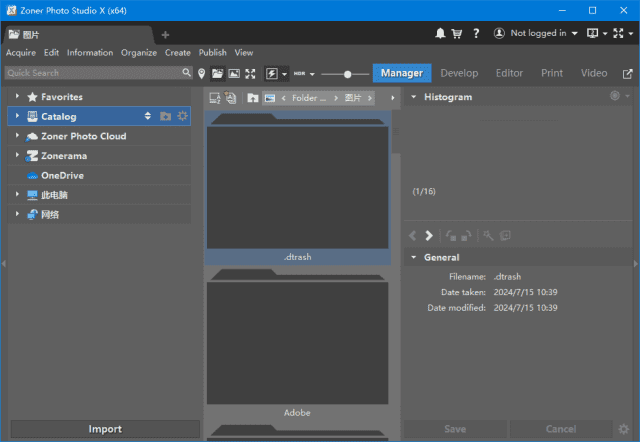 Zoner Photo Studio X (x64)
图片
Not logged in
Acquire Edit Information Organize Create Publish View
Quick Search
HDR
Manager Develop Editor Print Video
Favorites
Catalog
Zoner Photo Cloud
Zonerama
OneDrive
此电脑
网络
Import
Folder ... 图片
.dtrash
Adobe
Histogram
(1/16)
General
Filename: .dtrash
Date taken: 2024/7/15 10:39
Date modified: 2024/7/15 10:39
Save Cancel